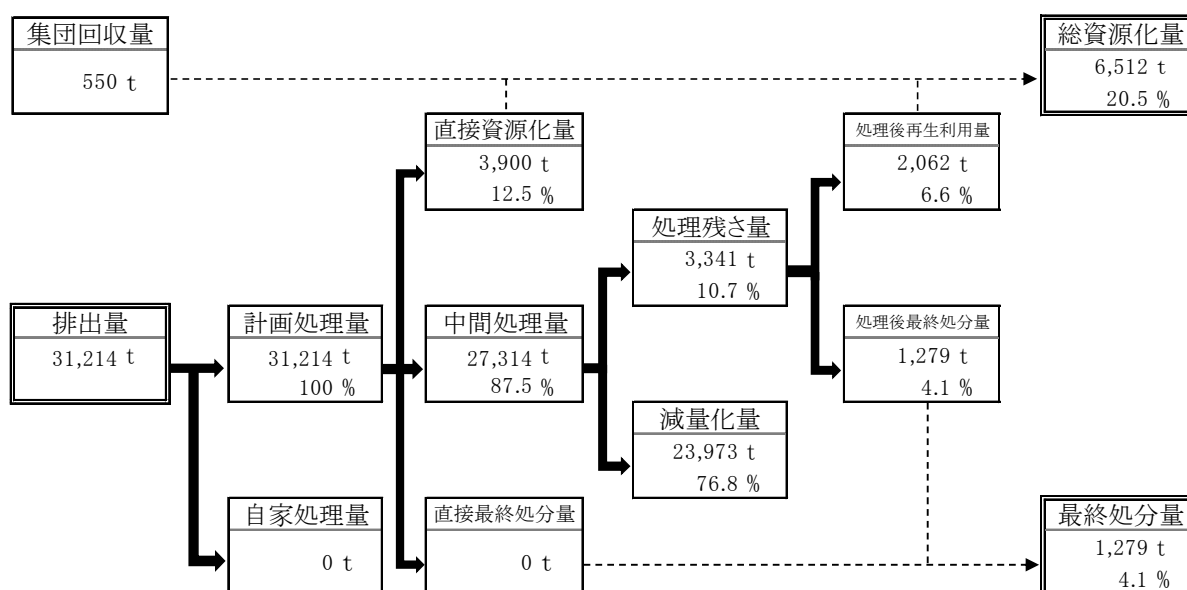 集団回収量
550 t
総資源化量
6,512 t
20.5 %
直接資源化量
3,900 t
12.5 %
処理後再生利用量
2,062 t
6.6 %
処理残さ量
3,341 t
10.7 %
排出量
31,214 t
計画処理量
31,214 t
100 %
中間処理量
27,314 t
87.5 %
処理後最終処分量
1,279 t
4.1 %
減量化量
23,973 t
76.8 %
自家処理量
0 t
直接最終処分量
0 t
最終処分量
1,279 t
4.1 %